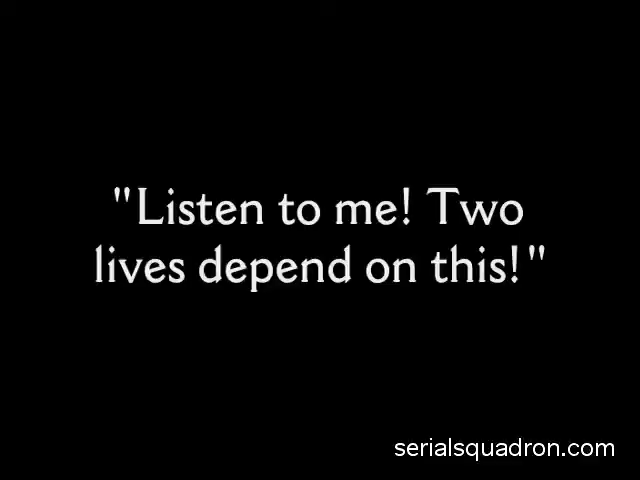 "Listen to me! Two
lives depend on this!"
serialsquadron.com